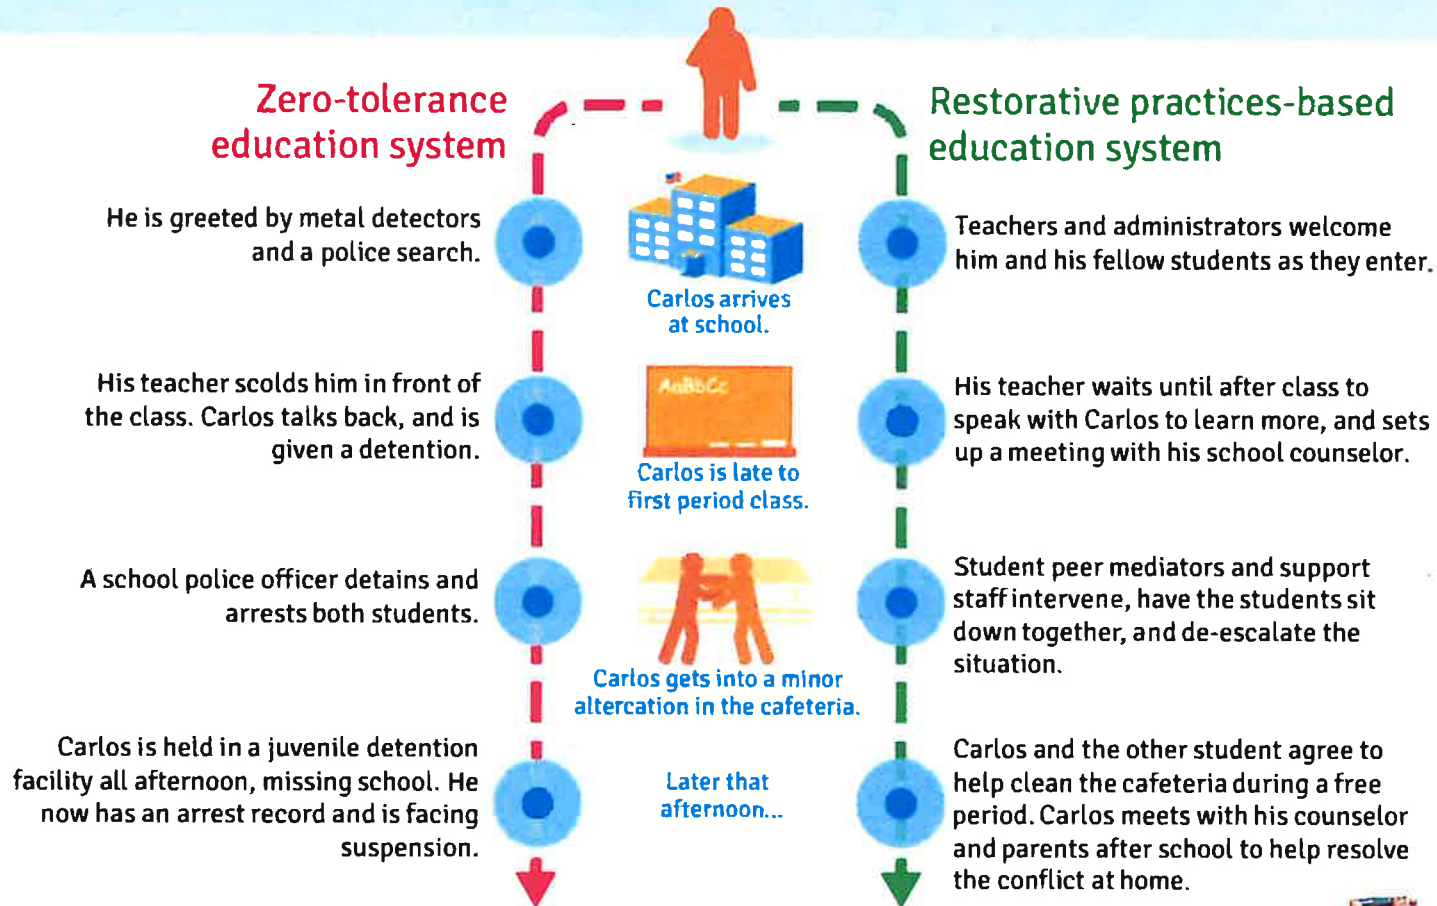 Zero-tolerance
education system
Restorative practices-based
education system
He is greeted by metal detectors
and a police search.
Carlos arrives
at school.
Teachers and administrators welcome
him and his fellow students as they enter.
His teacher scolds him in front of
the class. Carlos talks back, and is
given a detention.
AaBbCc
Carlos is late to
first period class.
His teacher waits until after class to
speak with Carlos to learn more, and sets
up a meeting with his school counselor.
A school police officer detains and
arrests both students.
Carlos gets into a minor
altercation in the cafeteria.
Student peer mediators and support
staff intervene, have the students sit
down together, and de-escalate the
situation.
Carlos is held in a juvenile detention
facility all afternoon, missing school. He
now has an arrest record and is facing
suspension.
Later that
afternoon...
Carlos and the other student agree to
help clean the cafeteria during a free
period. Carlos meets with his counselor
and parents after school to help resolve
the conflict at home.